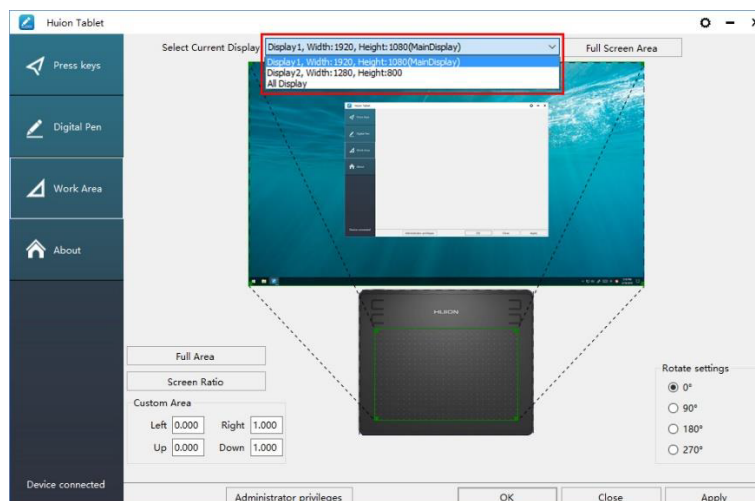 Huion Tablet
Press keys
Digital Pen
Work Area
About
Device connected
Select Current Display
Display1, Width:1920, Height:1080(MainDisplay)
Full Screen Area
Display1, Width:1920, Height:1080(MainDisplay)
Display2, Width:1280, Height:800
All Display
HUION
Full Area
Screen Ratio
Custom Area
Left 0.000 Right 1.000
Up 0.000 Down 1.000
Rotate settings
0°
90°
180°
270°
Administrator privileges
OK
Close
Apply